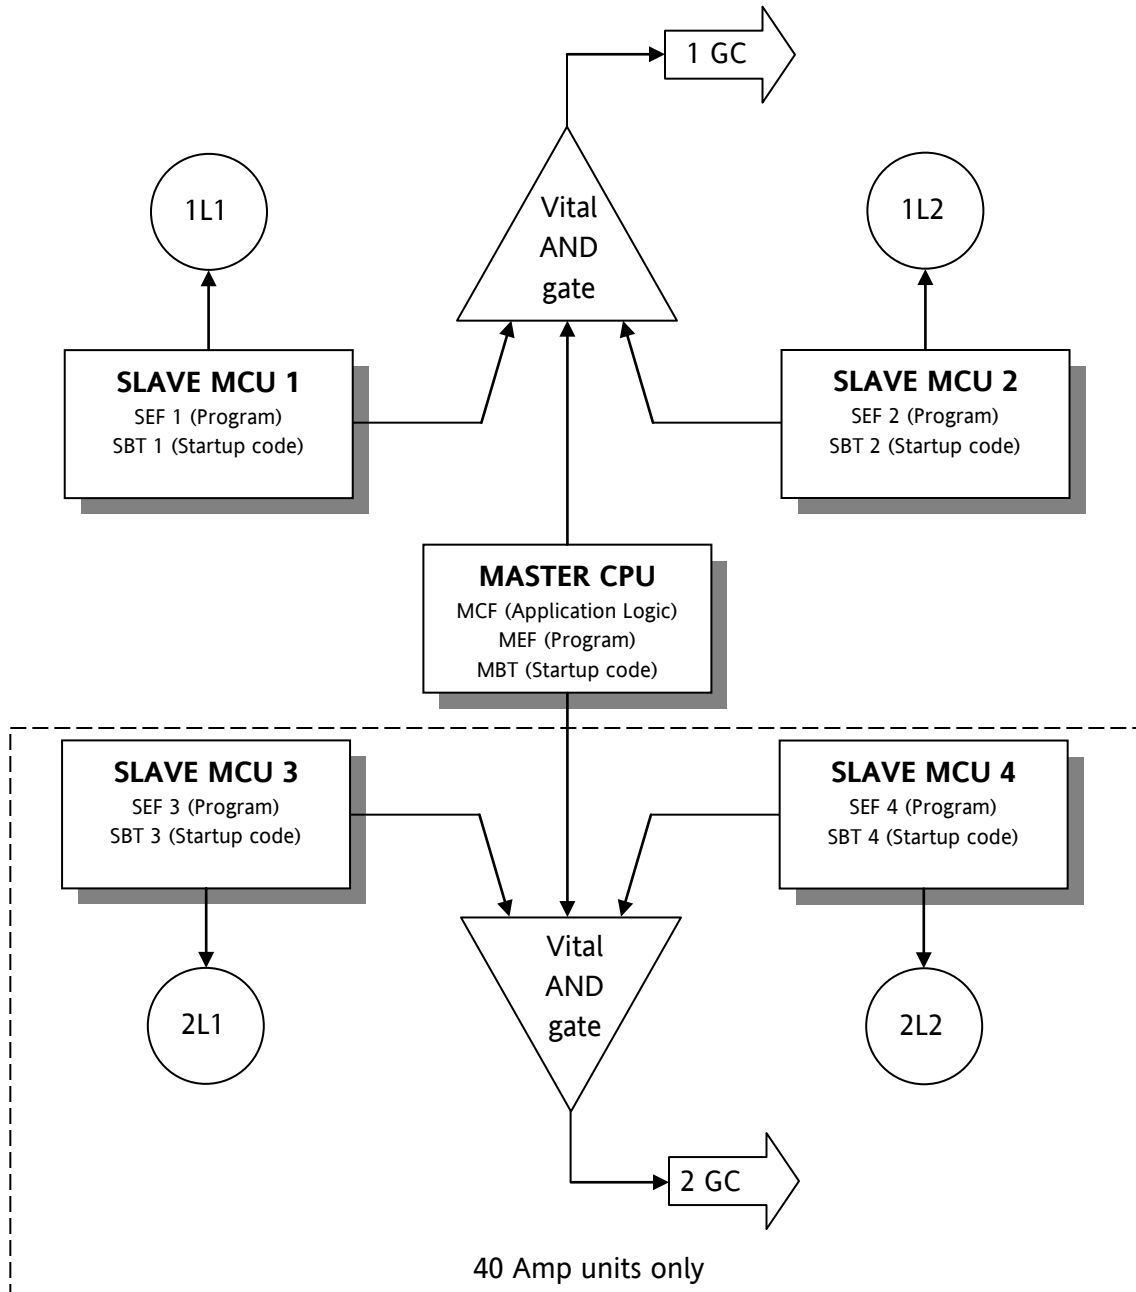 1 GC
1L1
1L2
Vital
AND
gate
SLAVE MCU 1
SEF 1 (Program)
SBT 1 (Startup code)
SLAVE MCU 2
SEF 2 (Program)
SBT 2 (Startup code)
MASTER CPU
MCF (Application Logic)
MEF (Program)
MBT (Startup code)
SLAVE MCU 3
SEF 3 (Program)
SBT 3 (Startup code)
SLAVE MCU 4
SEF 4 (Program)
SBT 4 (Startup code)
Vital
AND
gate
2L1
2L2
2 GC
40 Amp units only